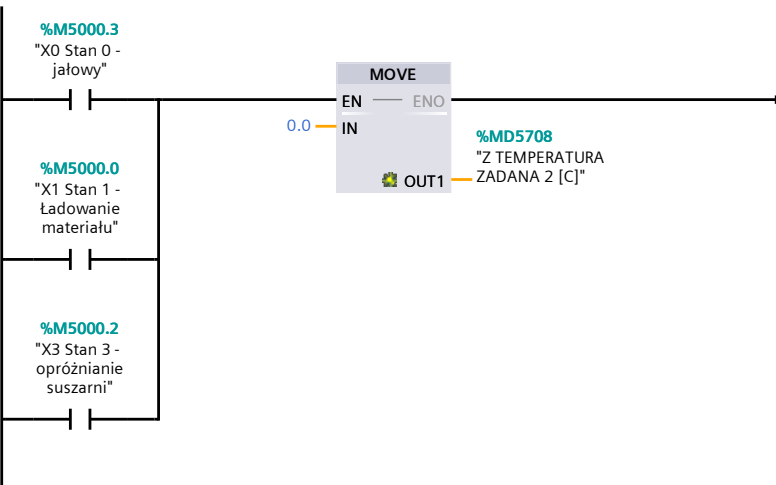 %M5000.3
"X0 Stan 0 -
jałowy"
MOVE
EN
ENO
0.0
IN
%MD5708
"Z TEMPERATURA
ZADANA 2 [C]"
OUT1
%M5000.0
"X1 Stan 1 -
Ładowanie
materiału"
%M5000.2
"X3 Stan 3 -
opróżnianie
suszarni"